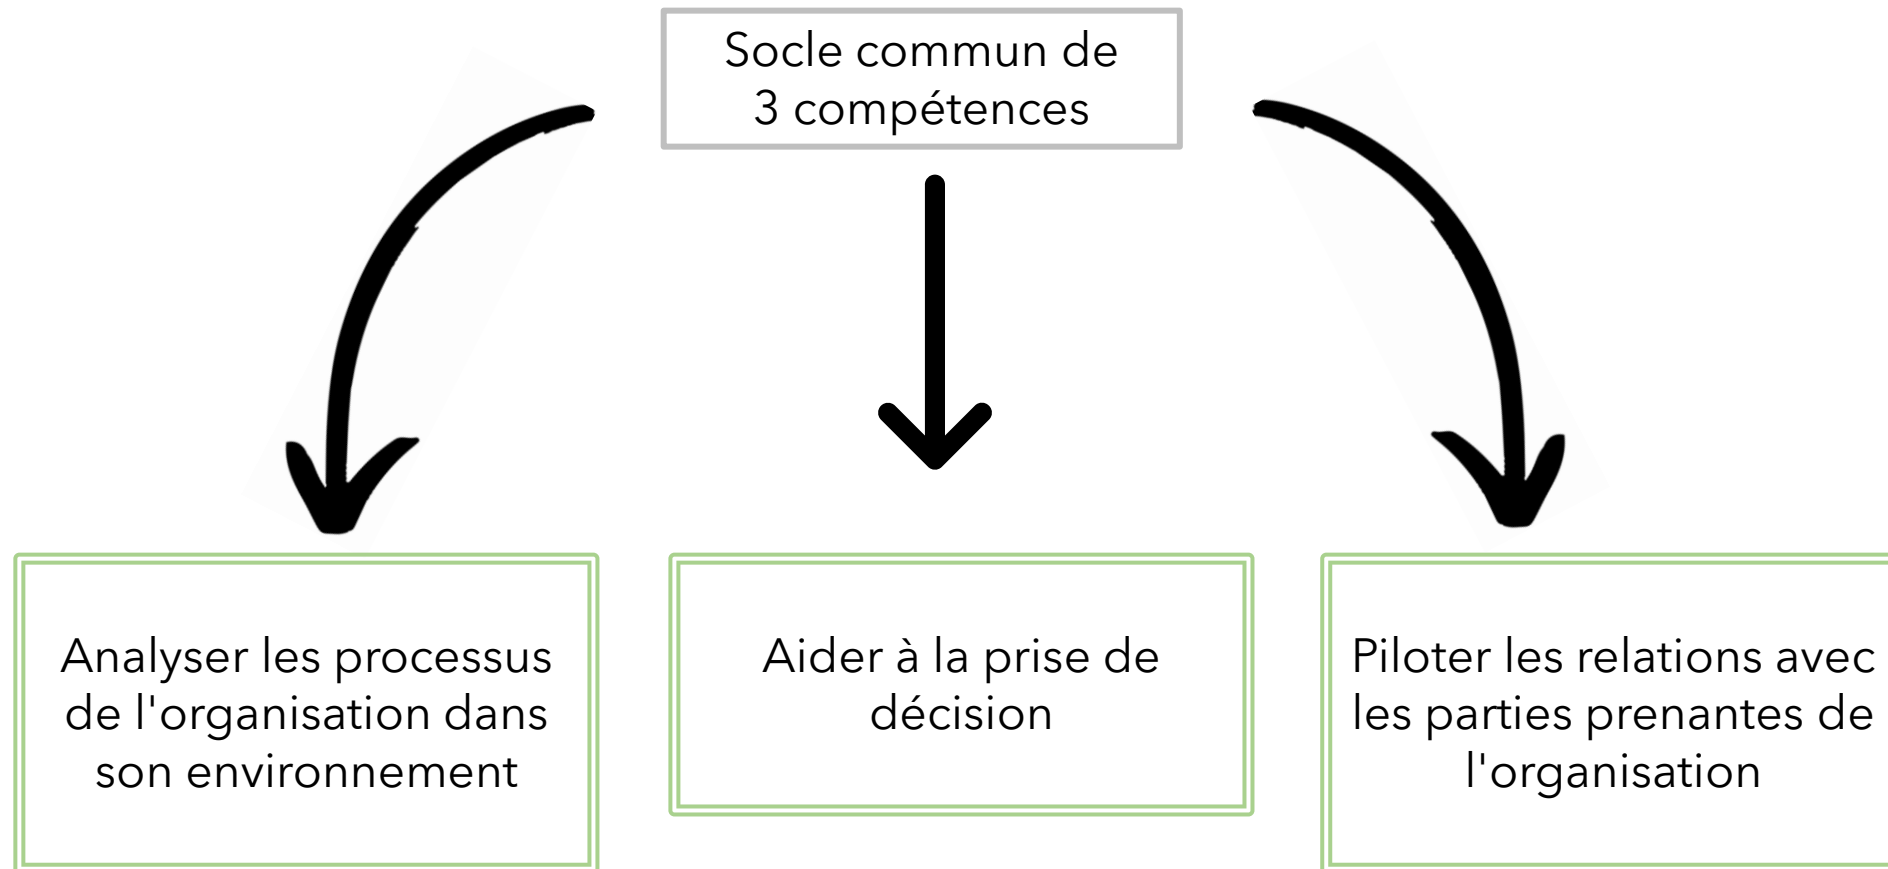 Socle commun de
3 compétences
Analyser les processus
de l'organisation dans
son environnement
Aider à la prise de
décision
Piloter les relations avec
les parties prenantes de
l'organisation